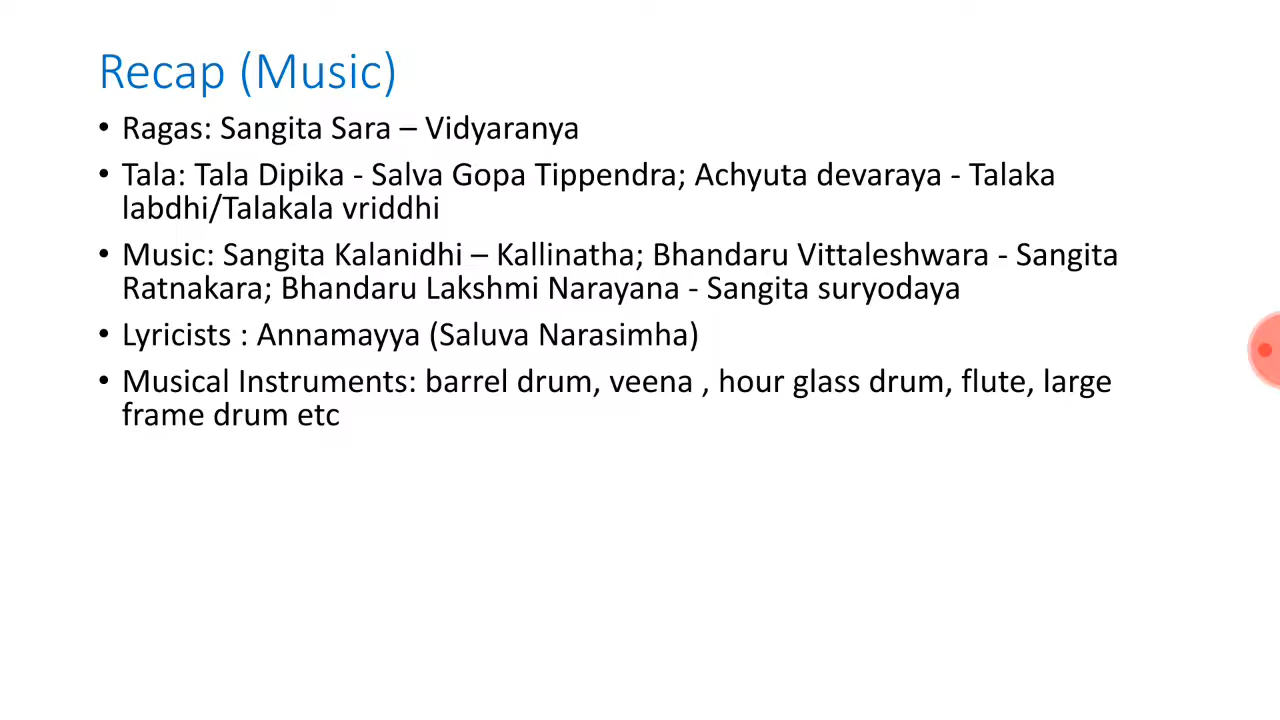 Recap (Music)
• Ragas: Sangita Sara – Vidyaranya
• Tala: Tala Dipika - Salva Gopa Tippendra; Achyuta devaraya - Talaka
labdhi/Talakala vriddhi
• Music: Sangita Kalanidhi – Kallinatha; Bhandaru Vittaleshwara - Sangita
Ratnakara; Bhandaru Lakshmi Narayana - Sangita suryodaya
• Lyricists : Annamayya (Saluva Narasimha)
• Musical Instruments: barrel drum, veena , hour glass drum, flute, large
frame drum etc